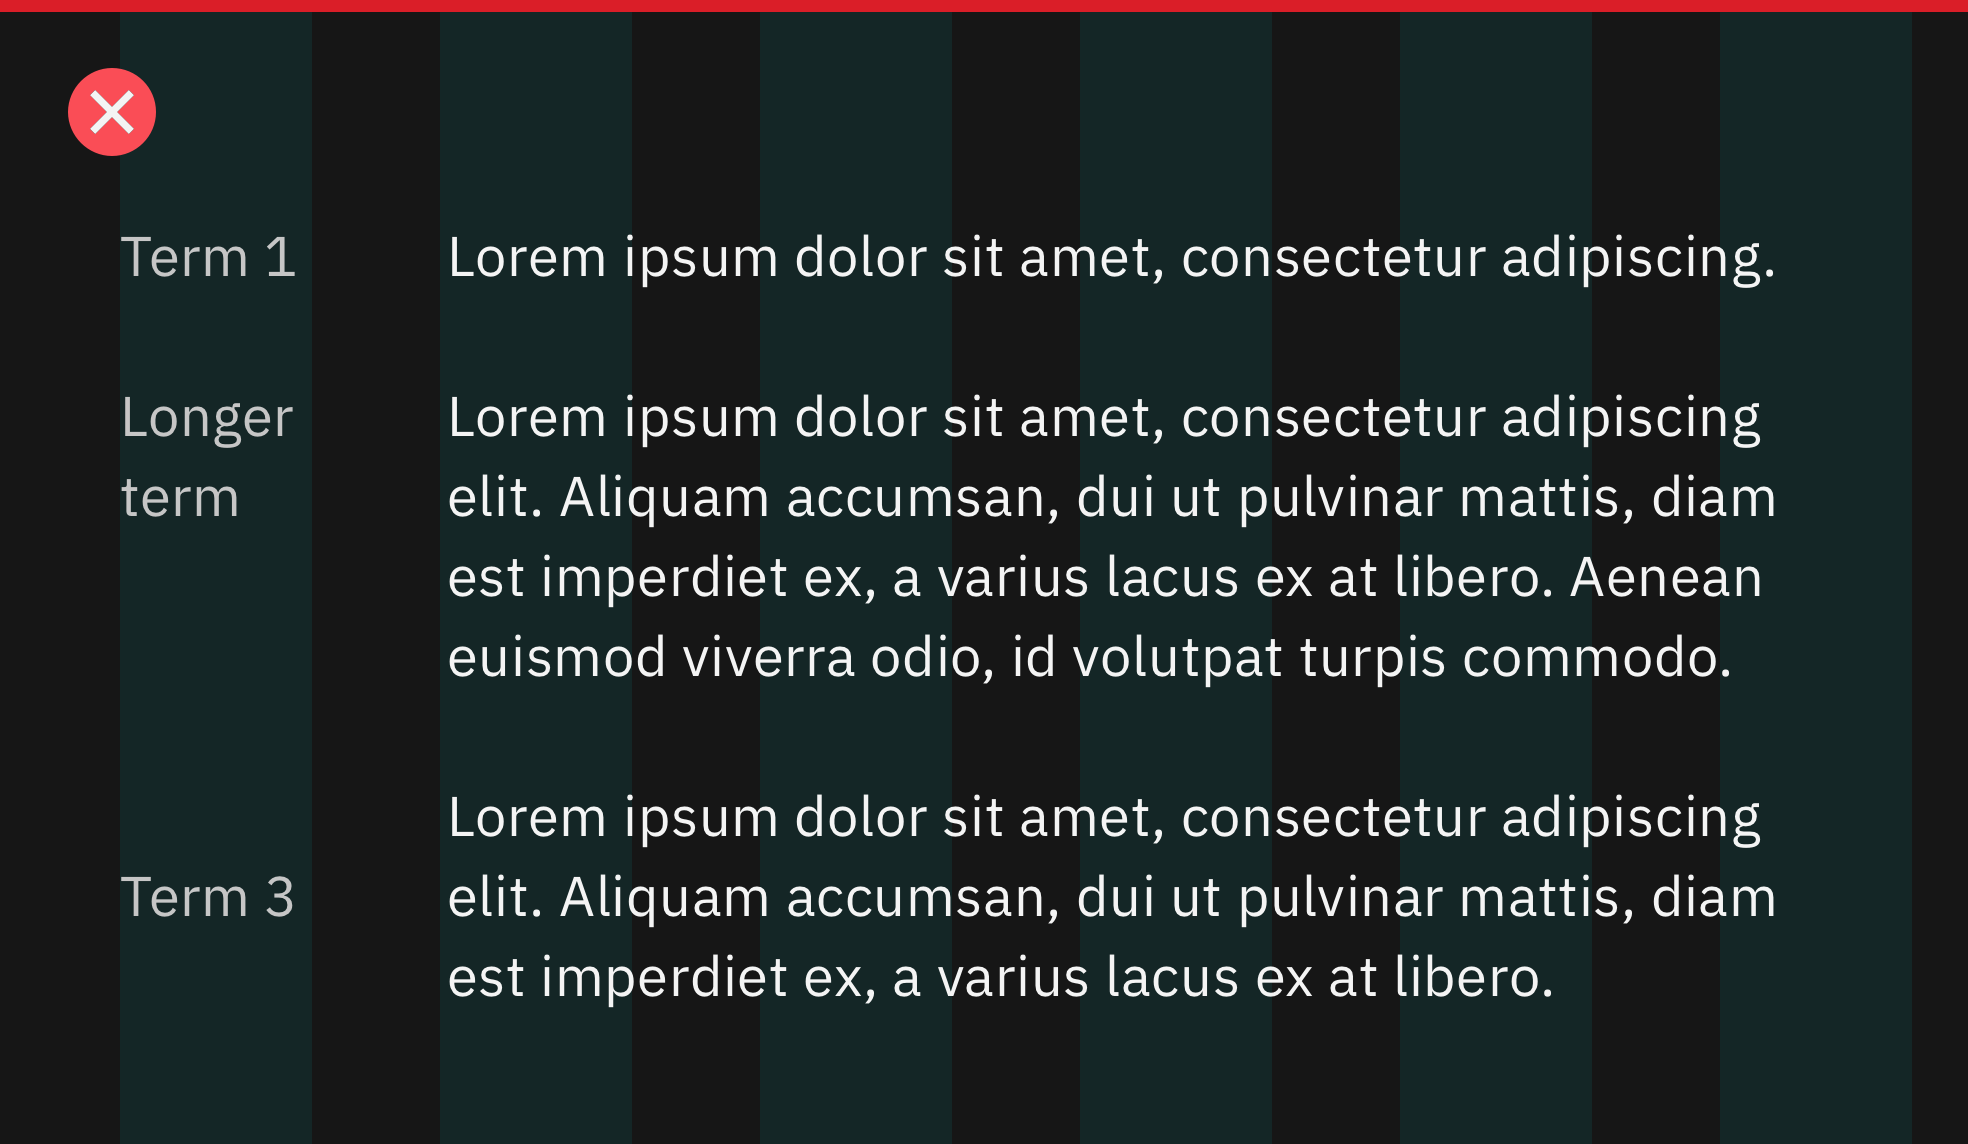 Term 1 Lorem ipsum dolor sit amet, consectetur adipiscing.
Longer Lorem ipsum dolor sit amet, consectetur adipiscing
term elit. Aliquam accumsan, dui ut pulvinar mattis, diam
est imperdiet ex, a varius lacus ex at libero. Aenean
euismod viverra odio, id volutpat turpis commodo.
Lorem ipsum dolor sit amet, consectetur adipiscing
Term 3 elit. Aliquam accumsan, dui ut pulvinar mattis, diam
est imperdiet ex, a varius lacus ex at libero.